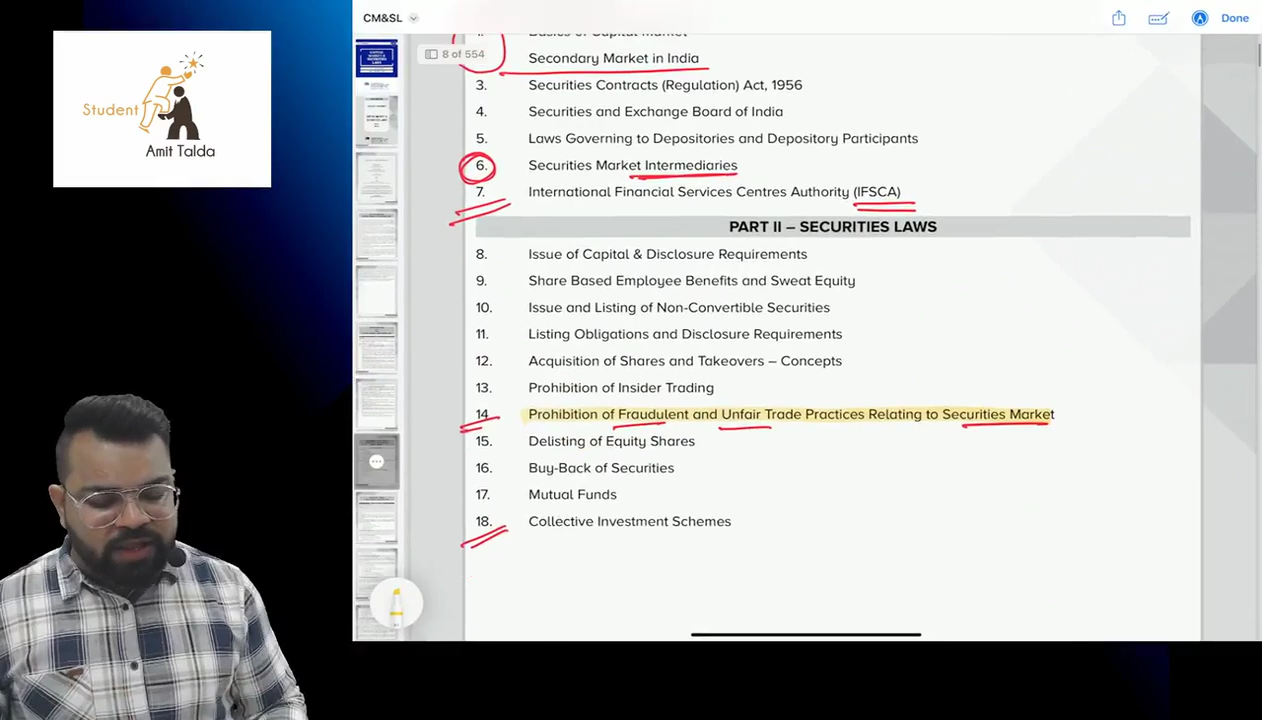 CM&SL
Done
8 of 554
Student
Amit Talda
1. Basics of Capital Market
Secondary Market in India
3. Securities Contracts (Regulation) Act, 1956
4. Securities and Exchange Board of India
5. Laws Governing to Depositories and Depository Participants
6. Securities Market Intermediaries
7. International Financial Services Centres Authority (IFSCA)
PART II – SECURITIES LAWS
8. Issue of Capital & Disclosure Requirements
9. Share Based Employee Benefits and Sweat Equity
10. Issue and Listing of Non-Convertible Securities
11. Listing Obligations and Disclosure Requirments
12. Acquisition of Shares and Takeovers – Concepts
13. Prohibition of Insider Trading
14 Prohibition of Fraudulent and Unfair Trade Practices Relating to Securities Market
15. Delisting of Equity Shares
16. Buy-Back of Securities
17. Mutual Funds
18. Collective Investment Schemes